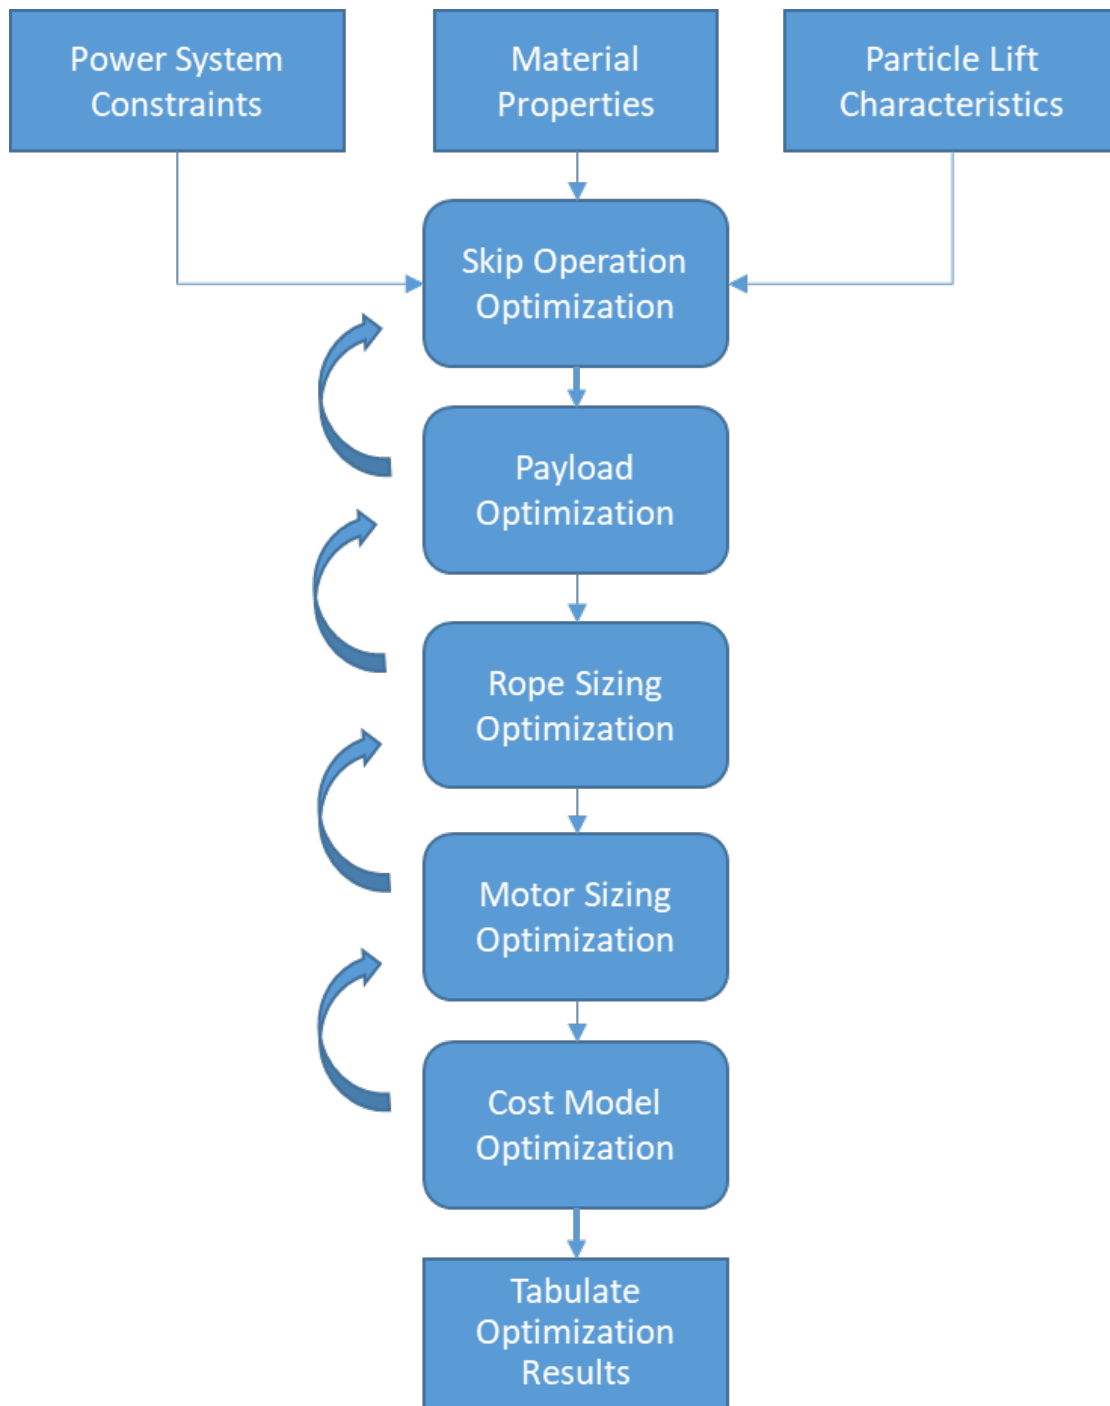 Power System
Constraints
Material
Properties
Particle Lift
Characteristics
Skip Operation
Optimization
Payload
Optimization
Rope Sizing
Optimization
Motor Sizing
Optimization
Cost Model
Optimization
Tabulate
Optimization
Results